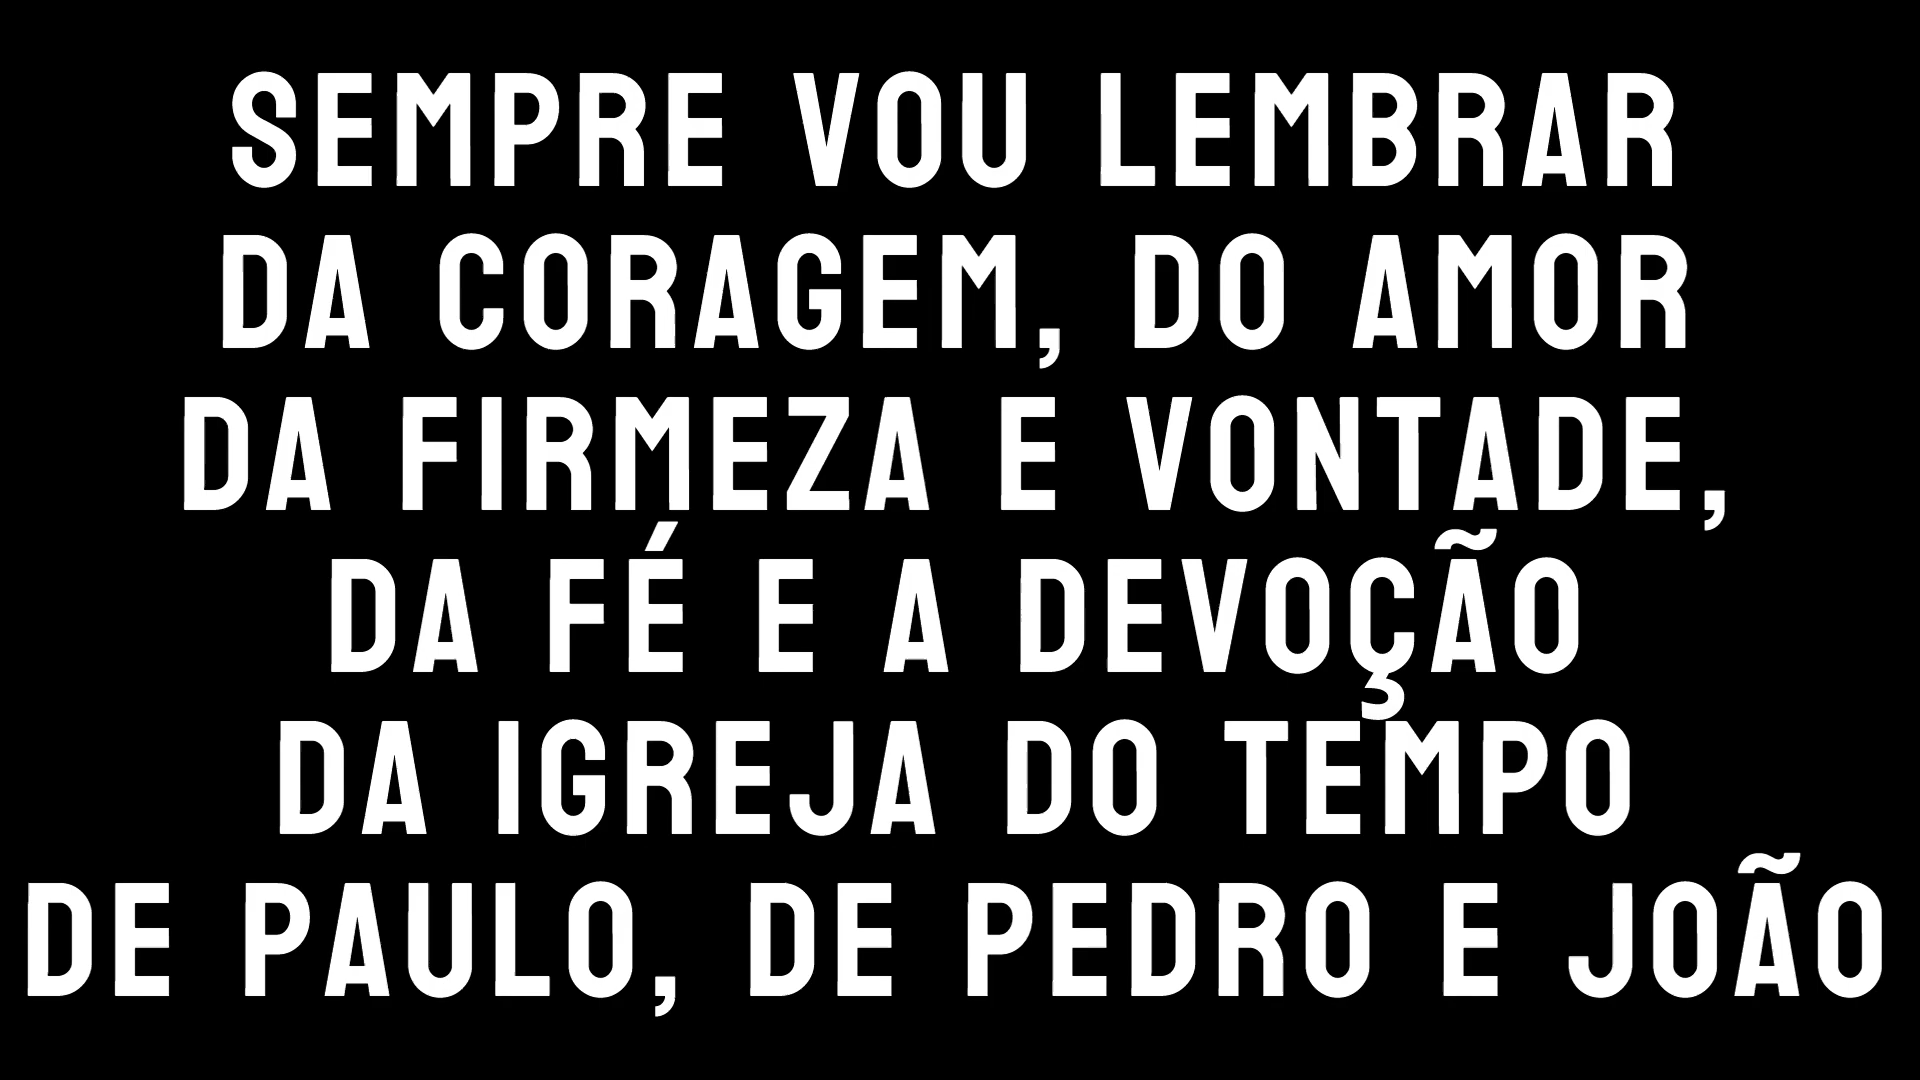 SEMPRE VOU LEMBRAR
DA CORAGEM, DO AMOR
DA FIRMEZA E VONTADE,
DA FÉ E A DEVOÇÃO
DA IGREJA DO TEMPO
DE PAULO, DE PEDRO E JOÃO